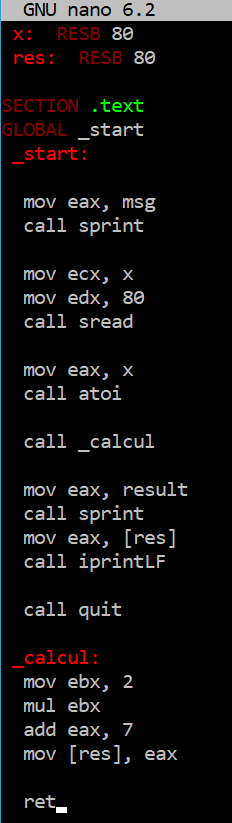 GNU nano 6.2
x: RESB 80
res: RESB 80
SECTION .text
GLOBAL _start
_start:
mov eax, msg
call sprint
mov ecx, x
mov edx, 80
call sread
mov eax, x
call atoi
call _calcul
mov eax, result
call sprint
mov eax, [res]
call iprintLF
call quit
_calcul:
mov ebx, 2
mul ebx
add eax, 7
mov [res], eax
ret